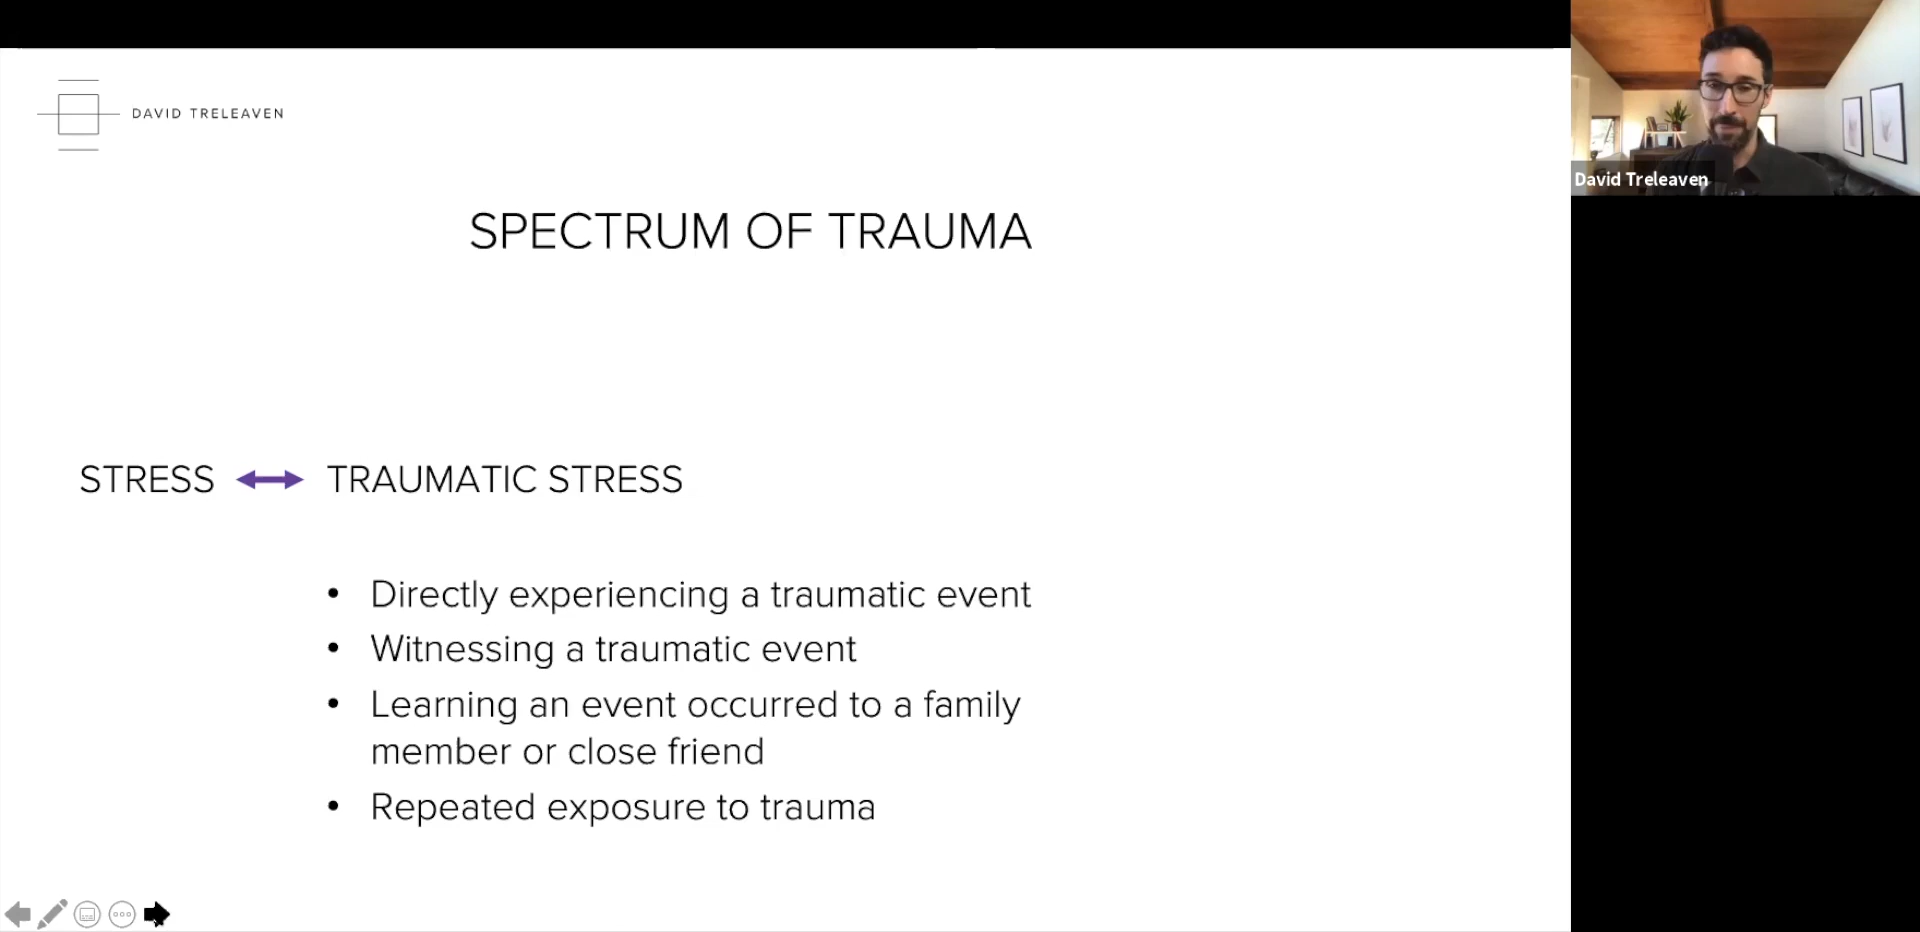 DAVID TRELEAVEN
David Treleaven
SPECTRUM OF TRAUMA
STRESS TRAUMATIC STRESS
• Directly experiencing a traumatic event
• Witnessing a traumatic event
• Learning an event occurred to a family
member or close friend
• Repeated exposure to trauma